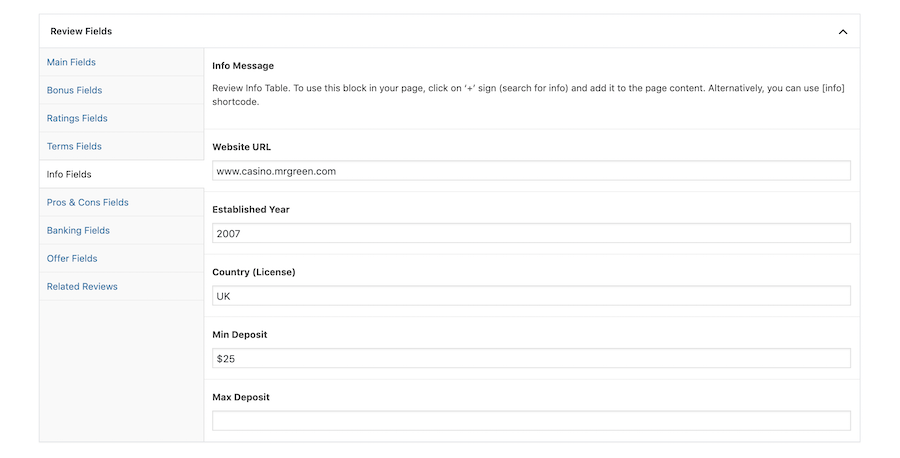 Review Fields
Main Fields
Bonus Fields
Ratings Fields
Terms Fields
Info Fields
Pros & Cons Fields
Banking Fields
Offer Fields
Related Reviews
Info Message
Review Info Table. To use this block in your page, click on ‘+’ sign (search for info) and add it to the page content. Alternatively, you can use [info]
shortcode.
Website URL
www.casino.mrgreen.com
Established Year
2007
Country (License)
UK
Min Deposit
$25
Max Deposit